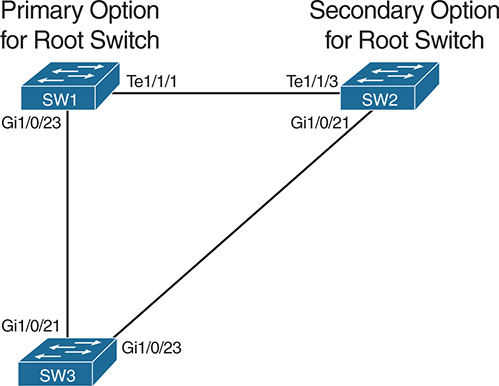 Primary Option
for Root Switch
Secondary Option
for Root Switch
Te1/1/1
Te1/1/3
SW1
SW2
Gi1/0/23
Gi1/0/21
Gi1/0/21
Gi1/0/23
SW3